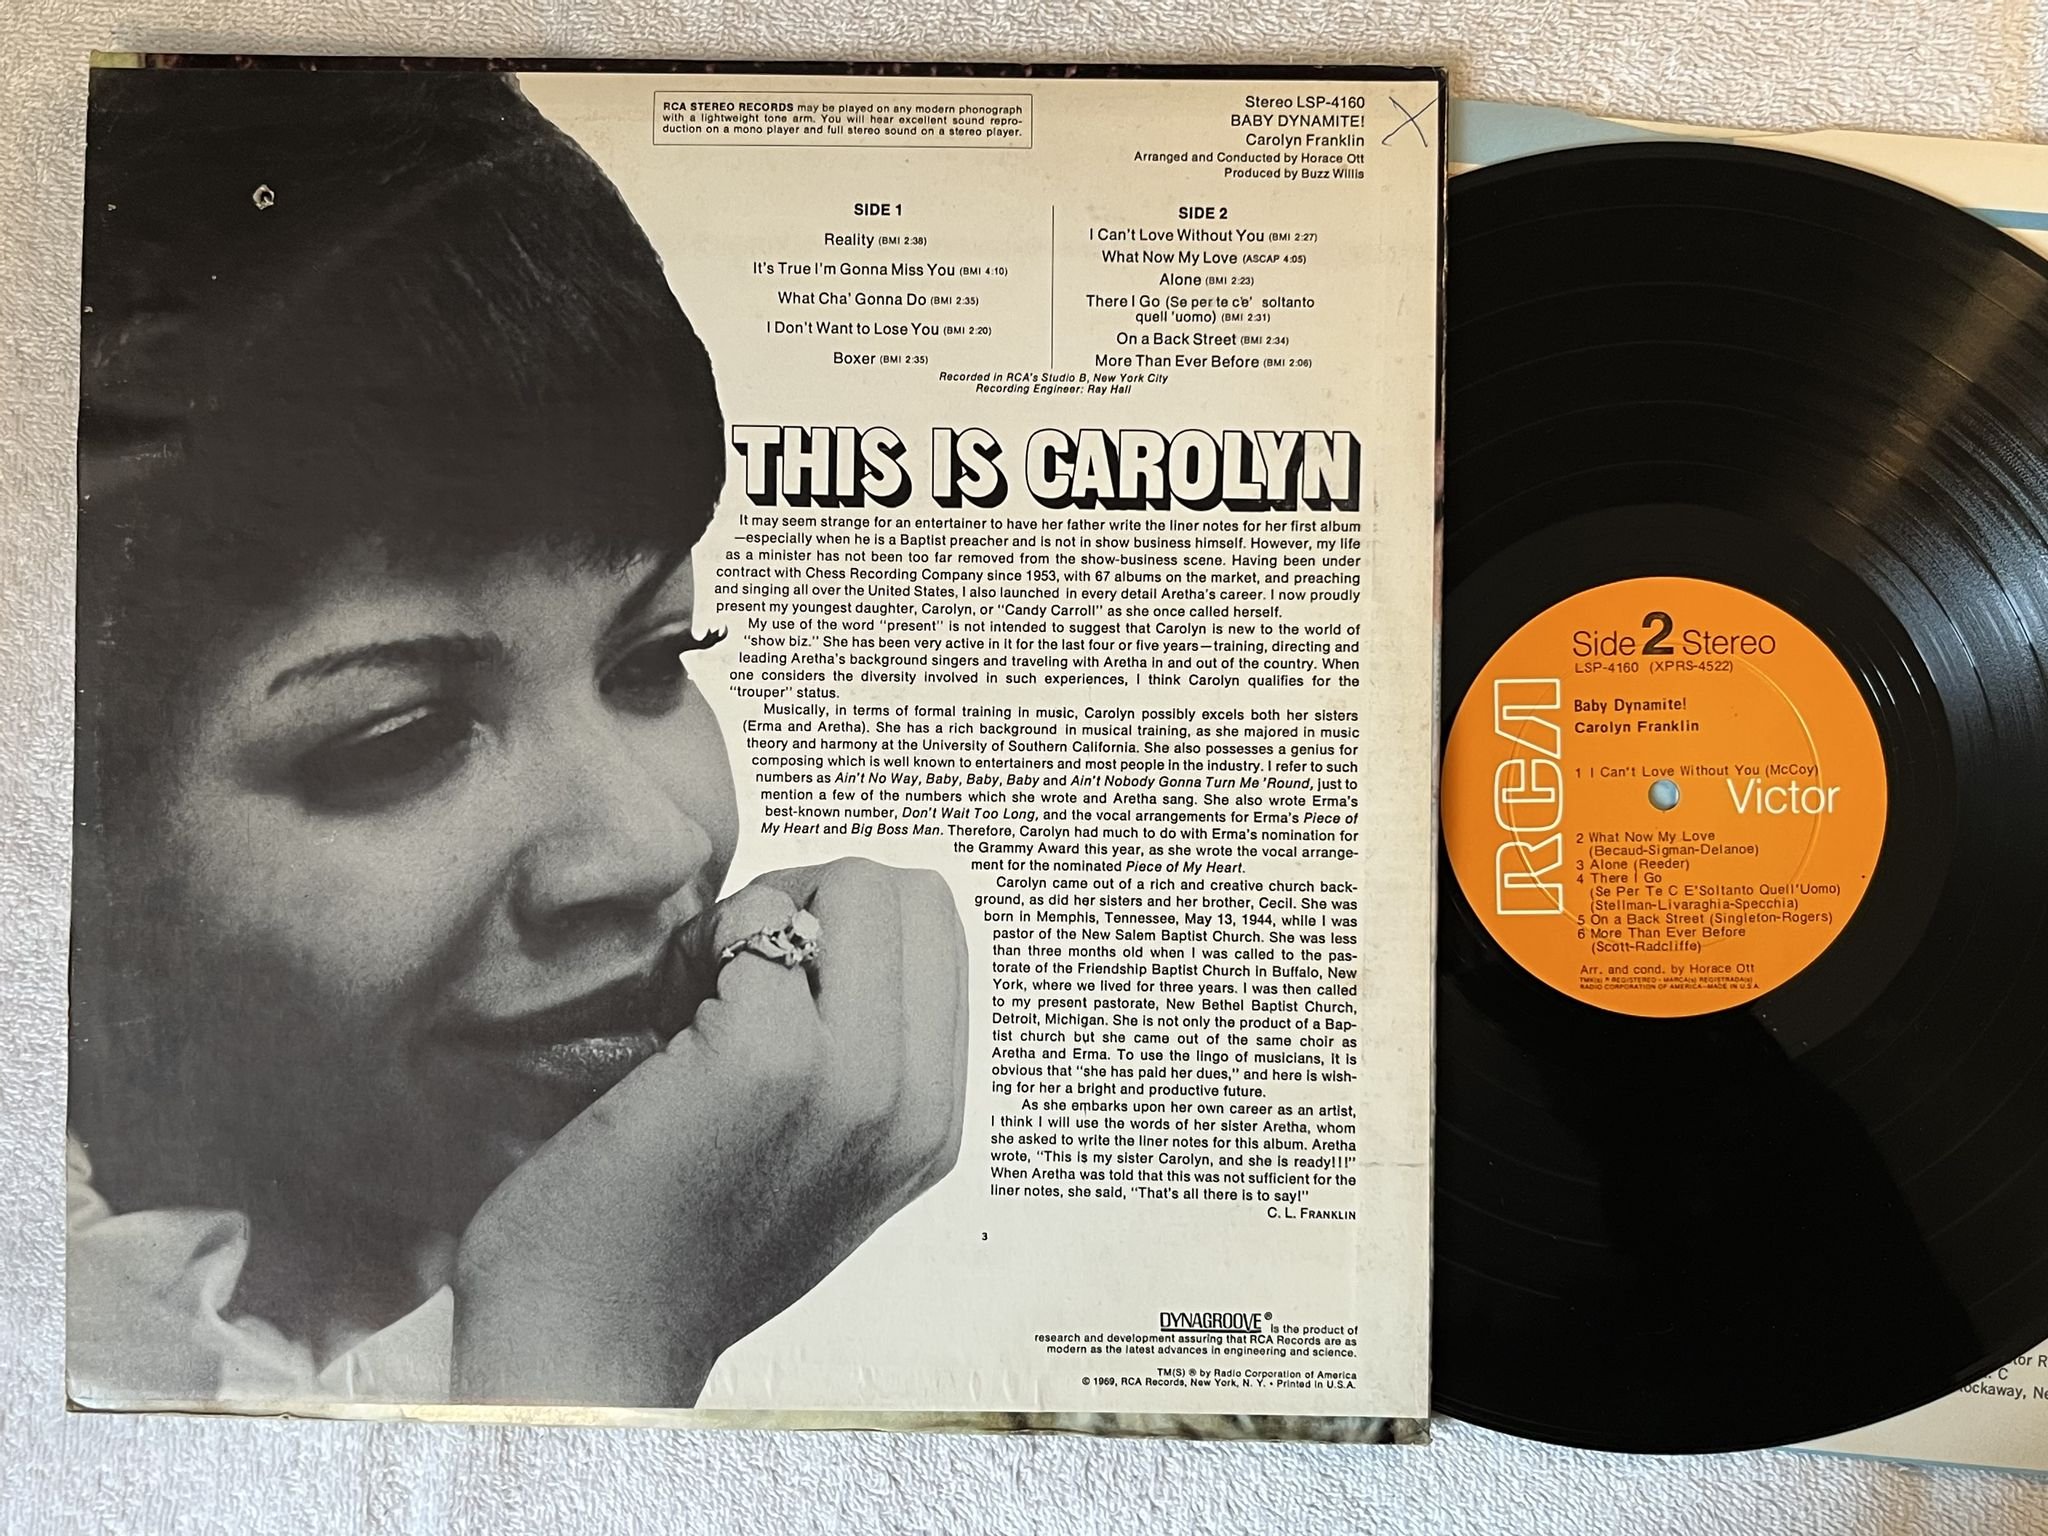 RCA STEREO RECORDS may be played on any modern phonograph
with a lightweight tone arm. You will hear excellent sound repro-
duction on a mono player and full stereo sound on a stereo player.
Stereo LSP-4160
BABY DYNAMITE!
Carolyn Franklin
Arranged and Conducted by Horace Ott
Produced by Buzz Willis
SIDE 1
Reality (BMI 2:38)
It's True I'm Gonna Miss You (BMI 4:10)
What Cha' Gonna Do (BMI 2:35)
I Don't Want to Lose You (BMI 2:20)
Boxer (BMI 2:35)
SIDE 2
I Can't Love Without You (BMI 2:27)
What Now My Love (ASCAP 4:05)
Alone (BMI 2:23)
There I Go (Se per te c'e' soltanto
quell 'uomo) (BMI 2:31)
On a Back Street (BMI 2:34)
More Than Ever Before (BMI 2:06)
Recorded in RCA's Studio B, New York City
Recording Engineer: Ray Hall
THIS IS CAROLYN
It may seem strange for an entertainer to have her father write the liner notes for her first album
—especially when he is a Baptist preacher and is not in show business himself. However, my life
as a minister has not been too far removed from the show-business scene. Having been under
contract with Chess Recording Company since 1953, with 67 albums on the market, and preaching
and singing all over the United States, I also launched in every detail Aretha's career. I now proudly
present my youngest daughter, Carolyn, or "Candy Carroll" as she once called herself.
My use of the word "present" is not intended to suggest that Carolyn is new to the world of
"show biz." She has been very active in it for the last four or five years—training, directing and
leading Aretha's background singers and traveling with Aretha in and out of the country. When
one considers the diversity involved in such experiences, I think Carolyn qualifies for the
"trouper" status.
Musically, in terms of formal training in music, Carolyn possibly excels both her sisters
(Erma and Aretha). She has a rich background in musical training, as she majored in music
theory and harmony at the University of Southern California. She also possesses a genius for
composing which is well known to entertainers and most people in the industry. I refer to such
numbers as Ain't No Way, Baby, Baby, Baby and Ain't Nobody Gonna Turn Me 'Round, just to
mention a few of the numbers which she wrote and Aretha sang. She also wrote Erma's
best-known number, Don't Wait Too Long, and the vocal arrangements for Erma's Piece of
My Heart and Big Boss Man. Therefore, Carolyn had much to do with Erma's nomination for
the Grammy Award this year, as she wrote the vocal arrange-
ment for the nominated Piece of My Heart.
Carolyn came out of a rich and creative church back-
ground, as did her sisters and her brother, Cecil. She was
born in Memphis, Tennessee, May 13, 1944, while I was
pastor of the New Salem Baptist Church. She was less
than three months old when I was called to the pas-
torate of the Friendship Baptist Church in Buffalo, New
York, where we lived for three years. I was then called
to my present pastorate, New Bethel Baptist Church,
Detroit, Michigan. She is not only the product of a Bap-
tist church but she came out of the same choir as
Aretha and Erma. To use the lingo of musicians, it is
obvious that "she has paid her dues," and here is wish-
ing for her a bright and productive future.
As she embarks upon her own career as an artist,
I think I will use the words of her sister Aretha, whom
she asked to write the liner notes for this album. Aretha
wrote, "This is my sister Carolyn, and she is ready!!!"
When Aretha was told that this was not sufficient for the
liner notes, she said, "That's all there is to say!"
C. L. FRANKLIN
3
DYNAGROOVE® is the product of
research and development assuring that RCA Records are as
modern as the latest advances in engineering and science.
TM(S) ® by Radio Corporation of America
© 1969, RCA Records, New York, N. Y. • Printed in U.S.A.
Side 2 Stereo
LSP-4160 (XPRS-4522)
Baby Dynamite!
Carolyn Franklin
1 I Can't Love Without You (McCoy)
RCA Victor
2 What Now My Love
(Becaud-Sigman-Delanoe)
3 Alone (Reeder)
4 There I Go
(Se Per Te C E'Soltanto Quell'Uomo)
(Stellman-Livaraghia-Specchia)
5 On a Back Street (Singleton-Rogers)
6 More Than Ever Before
(Scott-Radcliffe)
Arr. and cond. by Horace Ott
TMK(S) ® REGISTERED • MARCA(S) REGISTRADA(S)
RADIO CORPORATION OF AMERICA—MADE IN U.S.A.
tor R
. C
ockaway, Ne